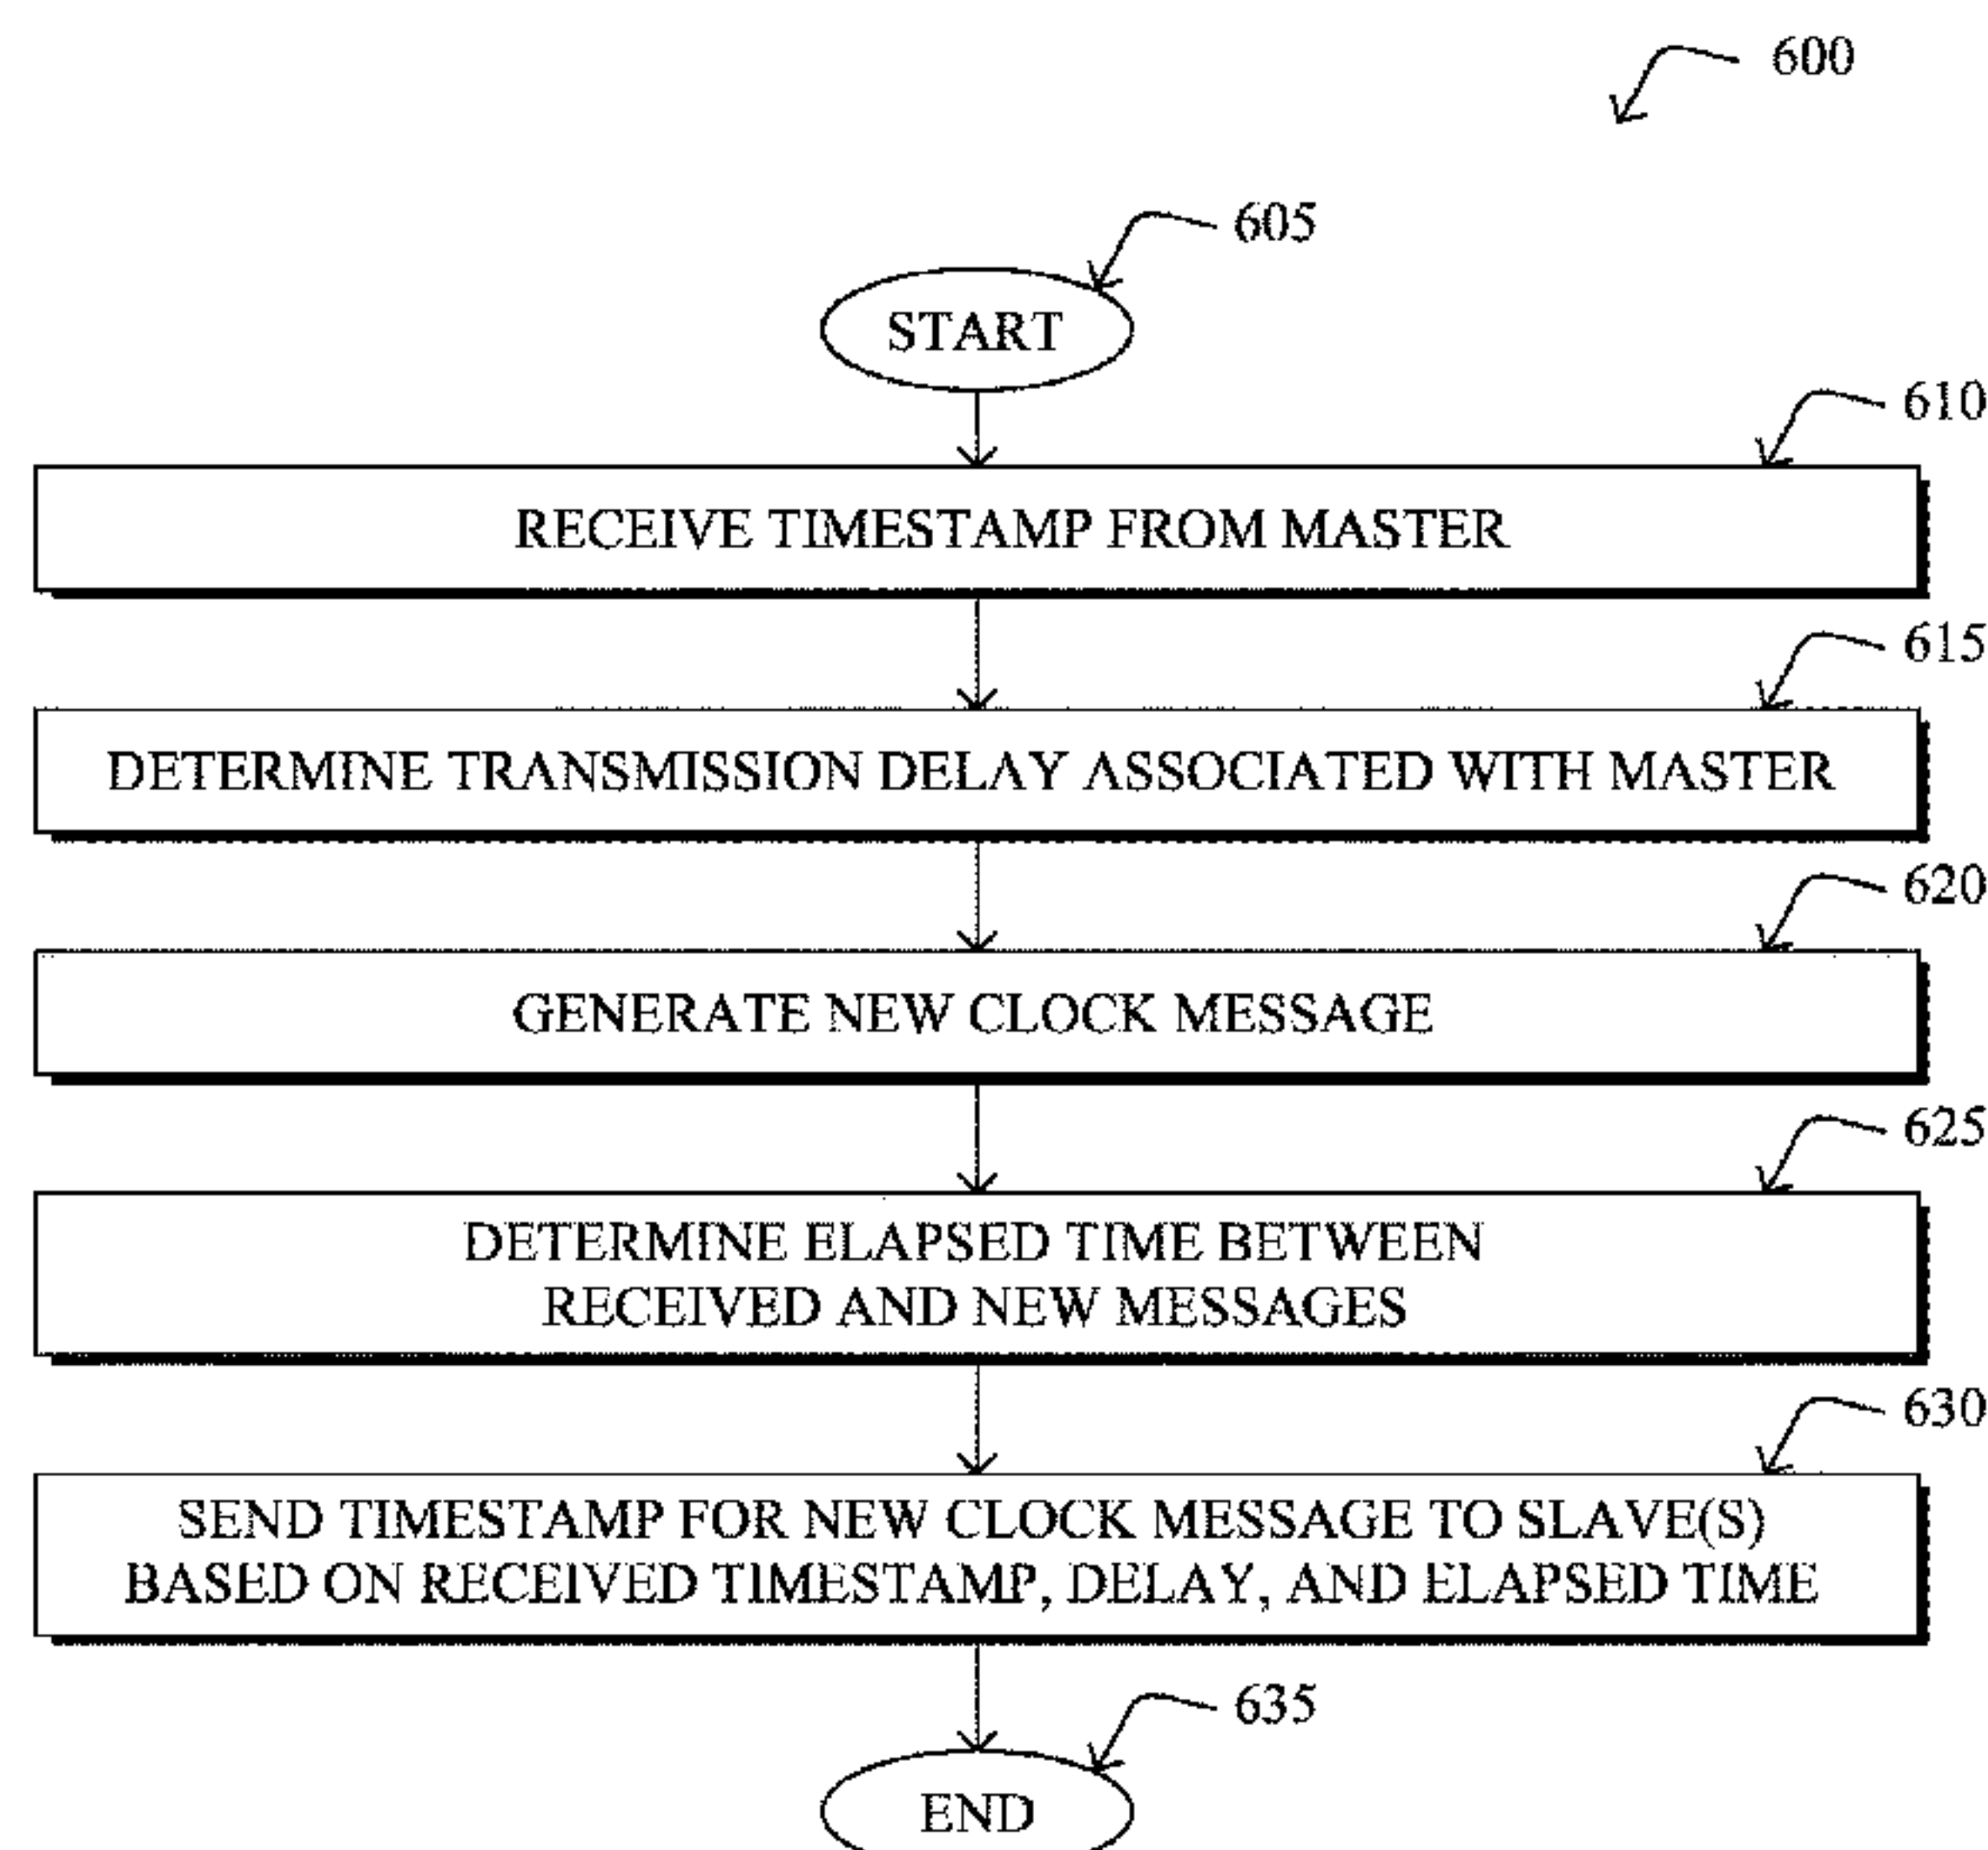 600
605
START
610
RECEIVE TIMESTAMP FROM MASTER
615
DETERMINE TRANSMISSION DELAY ASSOCIATED WITH MASTER
620
GENERATE NEW CLOCK MESSAGE
625
DETERMINE ELAPSED TIME BETWEEN
RECEIVED AND NEW MESSAGES
630
SEND TIMESTAMP FOR NEW CLOCK MESSAGE TO SLAVE(S)
BASED ON RECEIVED TIMESTAMP, DELAY, AND ELAPSED TIME
635
END